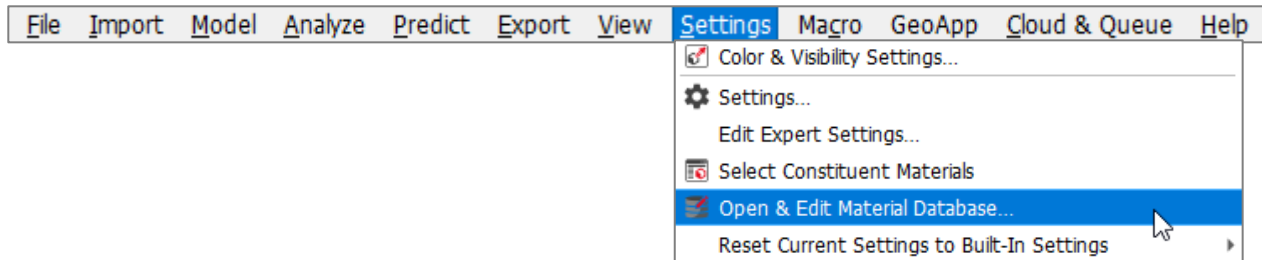 File Import Model Analyze Predict Export View Settings Macro GeoApp Cloud & Queue Help
Color & Visibility Settings...
Settings...
Edit Expert Settings...
Select Constituent Materials
Open & Edit Material Database...
Reset Current Settings to Built-In Settings